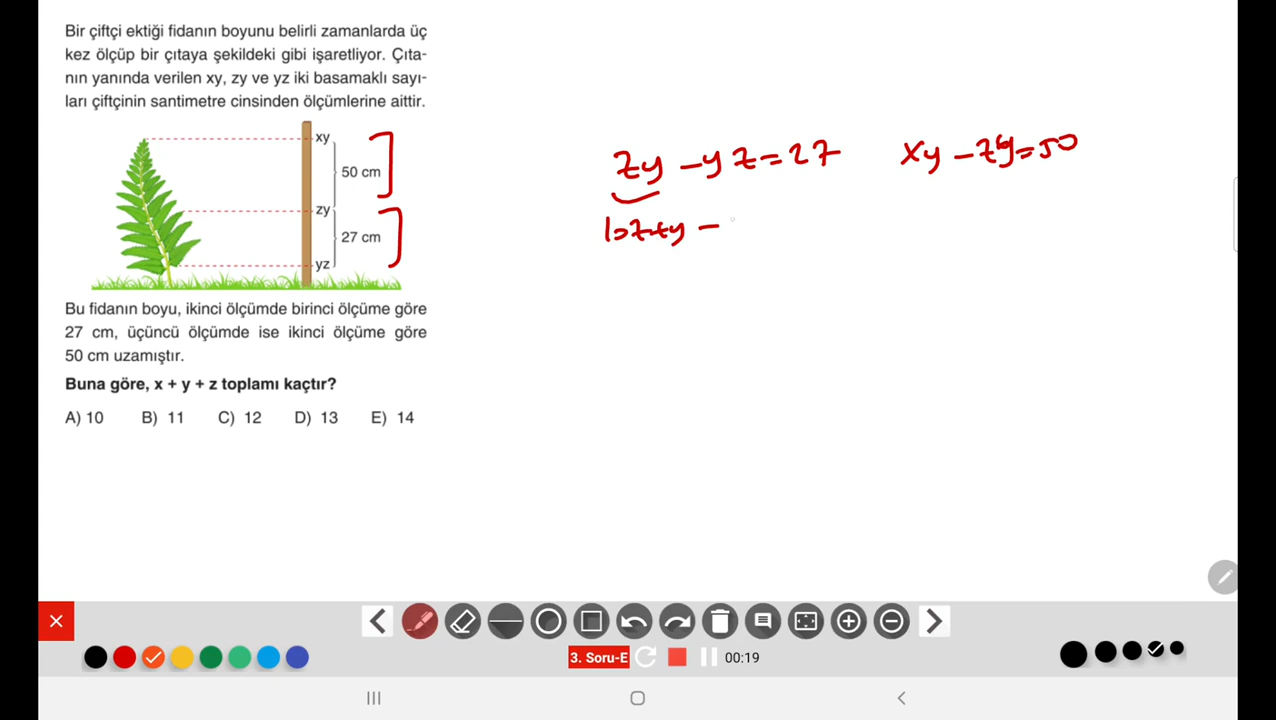 Bir çiftçi ektiği fidanın boyunu belirli zamanlarda üç
kez ölçüp bir çıtaya şekildeki gibi işaretliyor. Çıta-
nın yanında verilen xy, zy ve yz iki basamaklı sayı-
ları çiftçinin santimetre cinsinden ölçümlerine aittir.
xy
50 cm
zy
27 cm
yz
Bu fidanın boyu, ikinci ölçümde birinci ölçüme göre
27 cm, üçüncü ölçümde ise ikinci ölçüme göre
50 cm uzamıştır.
Buna göre, x + y + z toplamı kaçtır?
A) 10 B) 11 C) 12 D) 13 E) 14
zy - yz = 27 xy - zy = 50
10z+y -
3. Soru-E 00:19